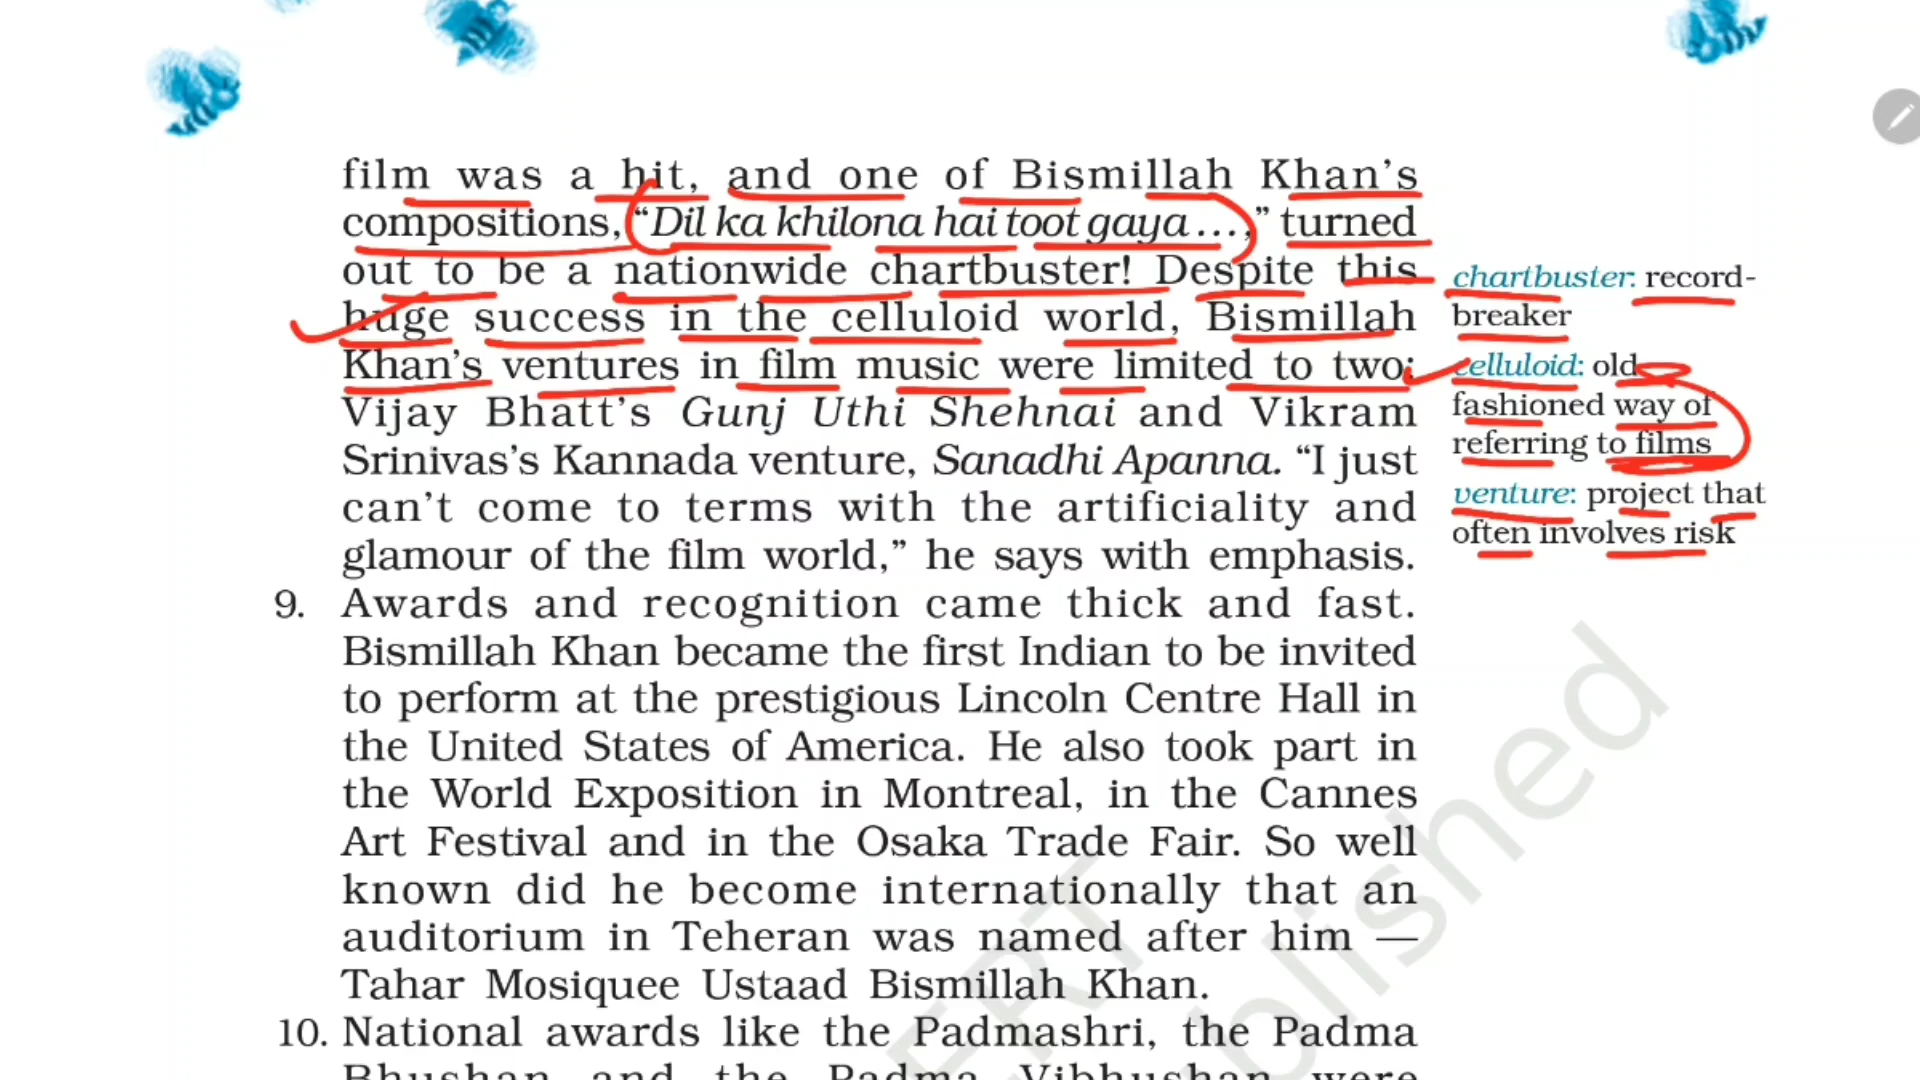 film was a hit, and one of Bismillah Khan’s
compositions, “Dil ka khilona hai toot gaya...,” turned
out to be a nationwide chartbuster! Despite this
huge success in the celluloid world, Bismillah
Khan’s ventures in film music were limited to two:
Vijay Bhatt’s Gunj Uthi Shehnai and Vikram
Srinivas’s Kannada venture, Sanadhi Apanna. “I just
can’t come to terms with the artificiality and
glamour of the film world,” he says with emphasis.
9. Awards and recognition came thick and fast.
Bismillah Khan became the first Indian to be invited
to perform at the prestigious Lincoln Centre Hall in
the United States of America. He also took part in
the World Exposition in Montreal, in the Cannes
Art Festival and in the Osaka Trade Fair. So well
known did he become internationally that an
auditorium in Teheran was named after him —
Tahar Mosiquee Ustaad Bismillah Khan.
10. National awards like the Padmashri, the Padma
Bhushan and the Padma Vibhushan were
chartbuster: record-
breaker
celluloid: old
fashioned way of
referring to films
venture: project that
often involves risk